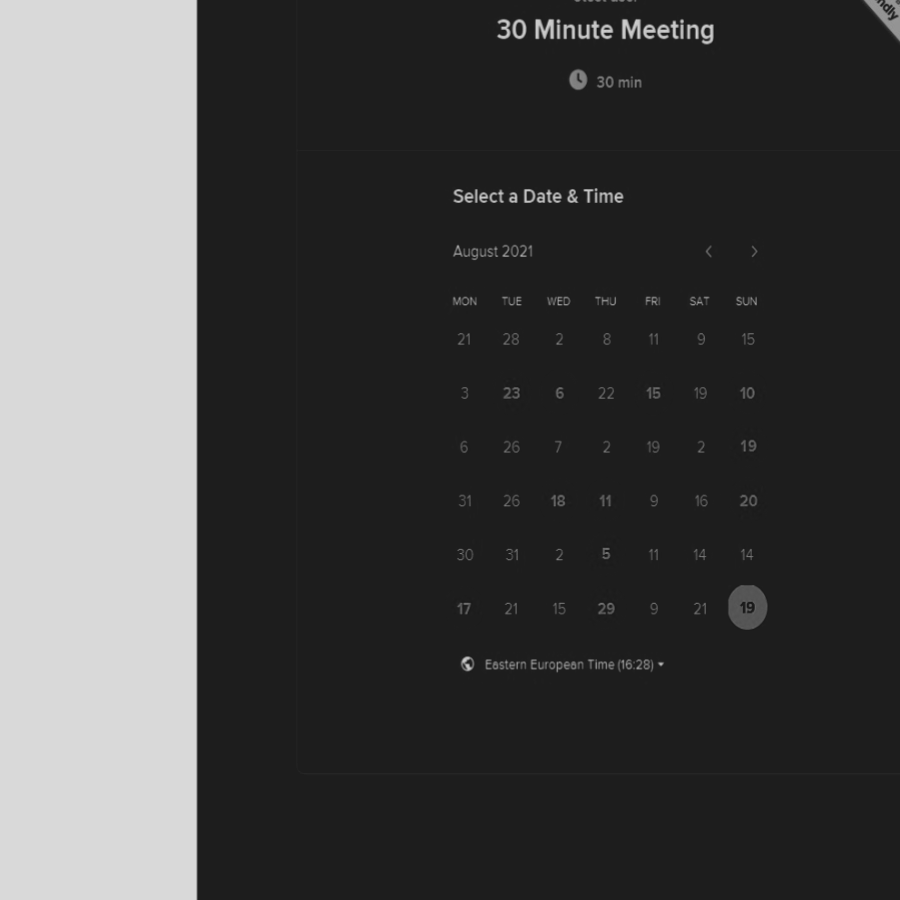 30 Minute Meeting
30 min
Select a Date & Time
August 2021
MON TUE WED THU FRI SAT SUN
21 28 2 8 11 9 15
3 23 6 22 15 19 10
6 26 7 2 19 2 19
31 26 18 11 9 16 20
30 31 2 5 11 14 14
17 21 15 29 9 21 19
Eastern European Time (16:28)